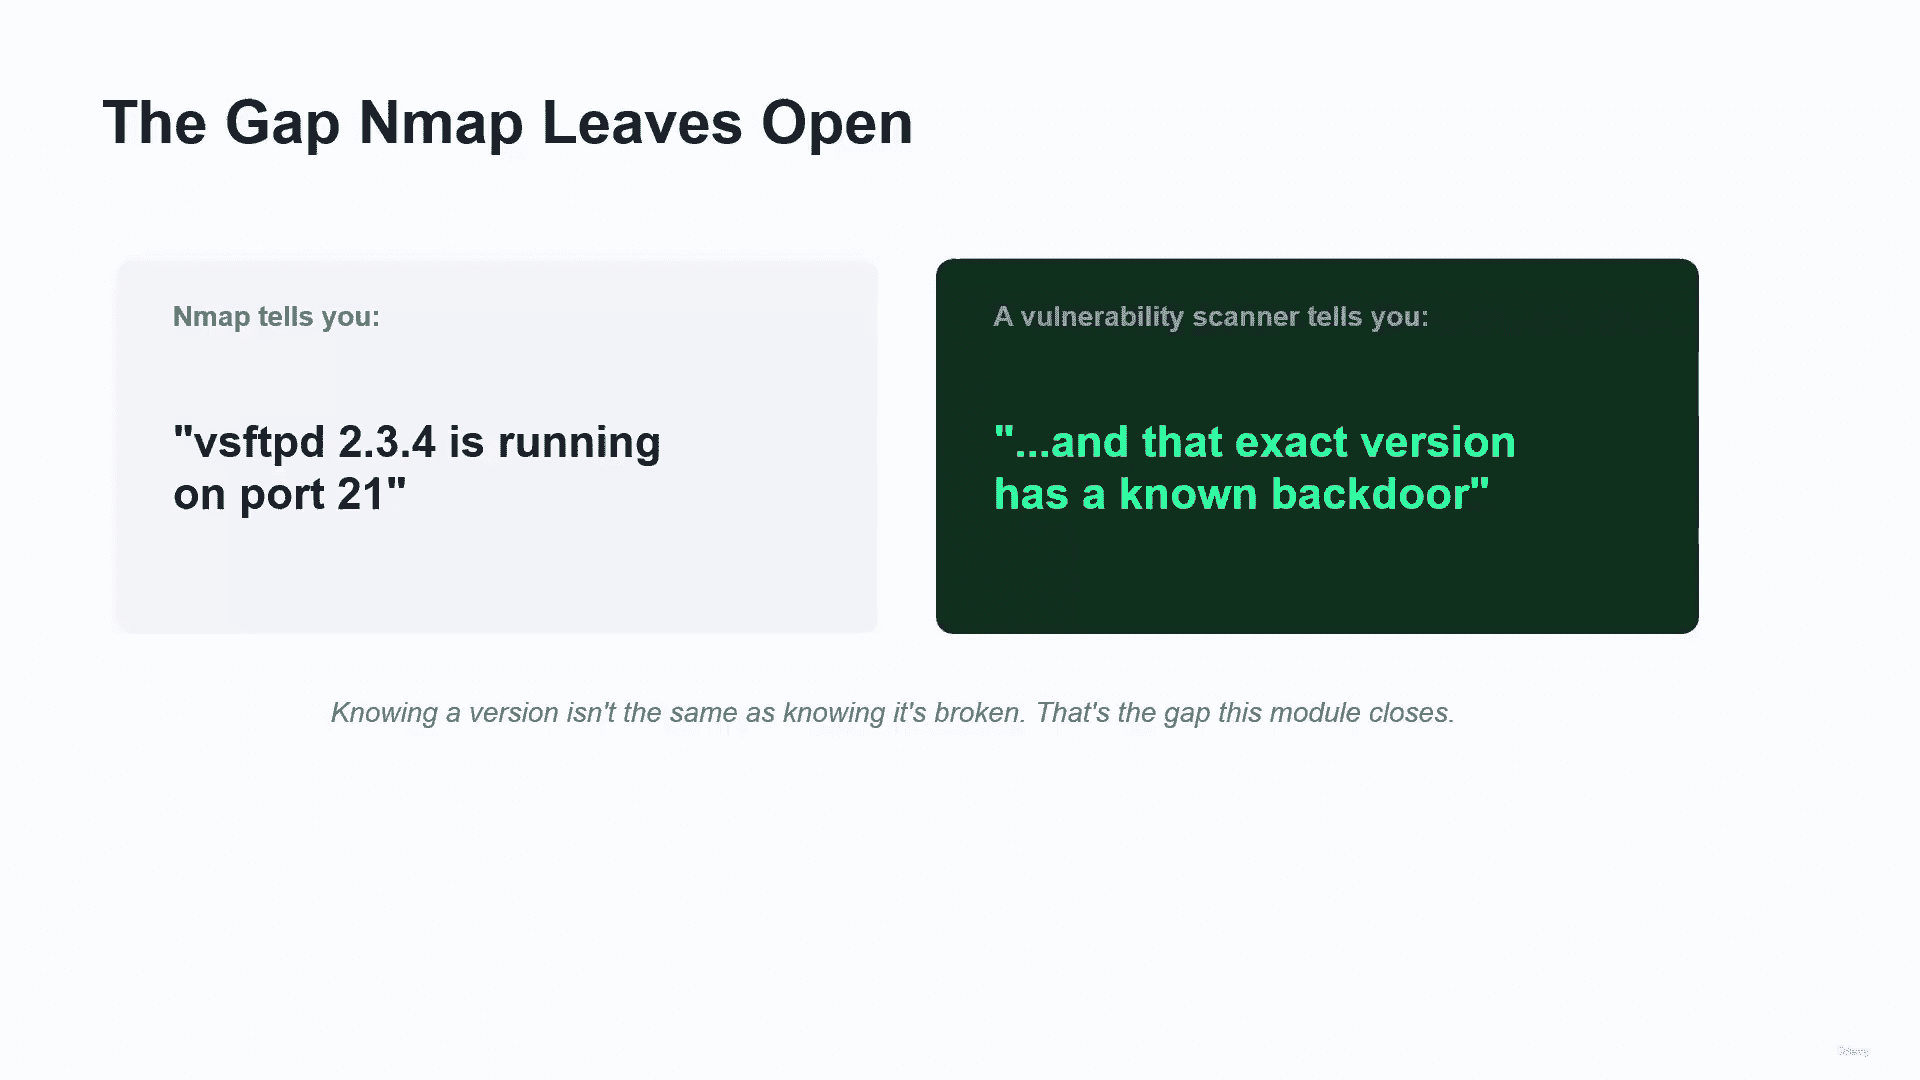 The Gap Nmap Leaves Open
Nmap tells you:
"vsftpd 2.3.4 is running
on port 21"
A vulnerability scanner tells you:
"...and that exact version
has a known backdoor"
Knowing a version isn't the same as knowing it's broken. That's the gap this module closes.
Udemy